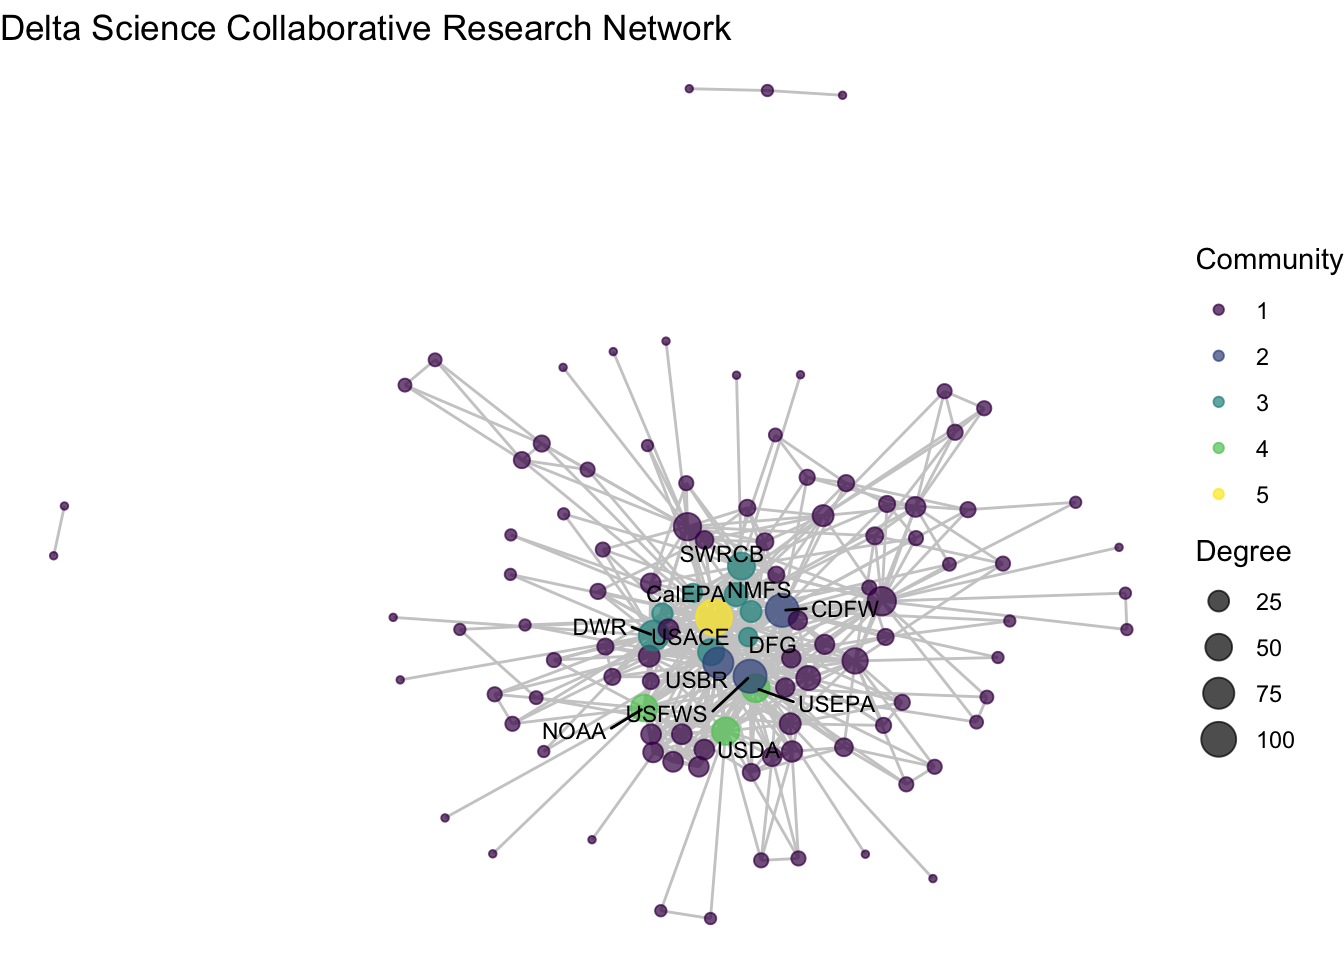 Delta Science Collaborative Research Network
Community
1
2
3
4
5
Degree
25
50
75
100
SWRCB
CalEPA
NMFS
CDFW
DWR
USACE
DFG
USBR
USEPA
USFWS
NOAA
USDA